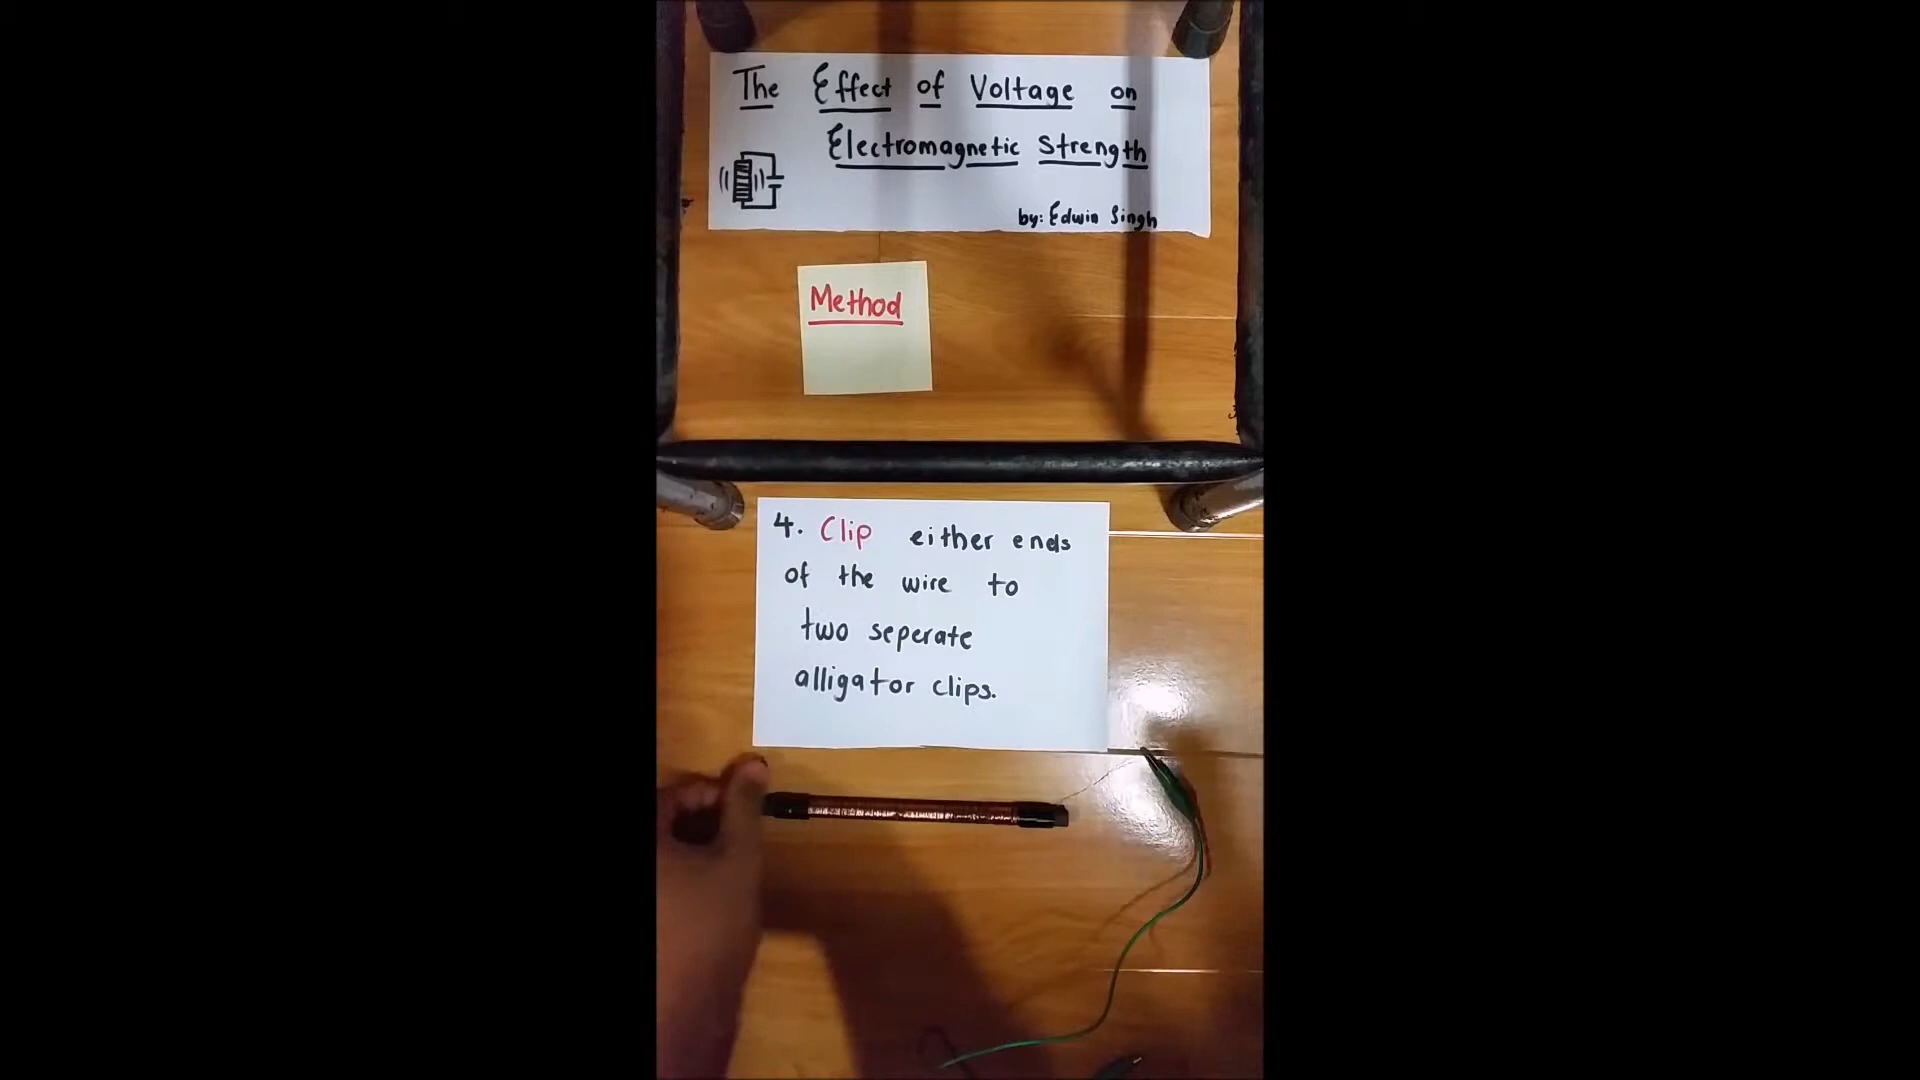 The Effect of Voltage on
Electromagnetic Strength
by: Edwin Singh
Method
4. Clip either ends
of the wire to
two seperate
alligator clips.